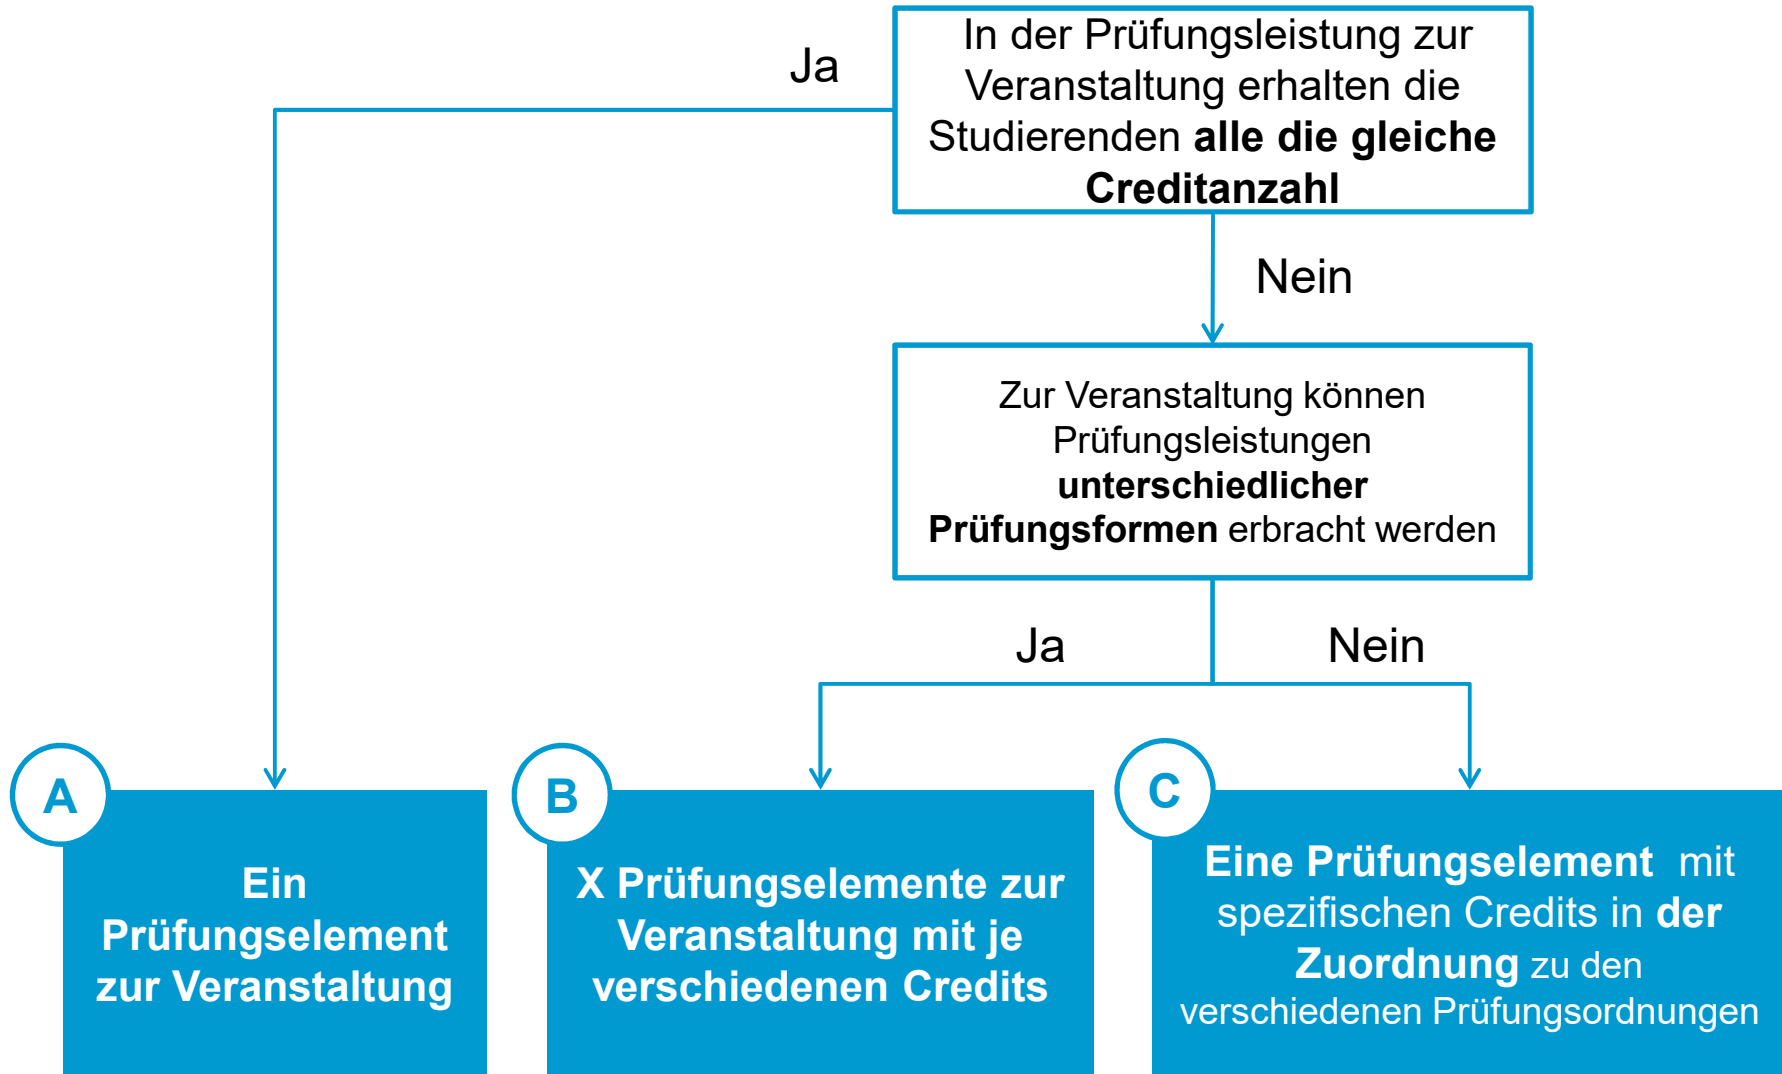 In der Prüfungsleistung zur
Veranstaltung erhalten die
Studierenden alle die gleiche
Creditanzahl
Ja
Nein
Zur Veranstaltung können
Prüfungsleistungen
unterschiedlicher
Prüfungsformen erbracht werden
Ja
Nein
A
Ein
Prüfungselement
zur Veranstaltung
B
X Prüfungselemente zur
Veranstaltung mit je
verschiedenen Credits
C
Eine Prüfungselement mit
spezifischen Credits in der
Zuordnung zu den
verschiedenen Prüfungsordnungen